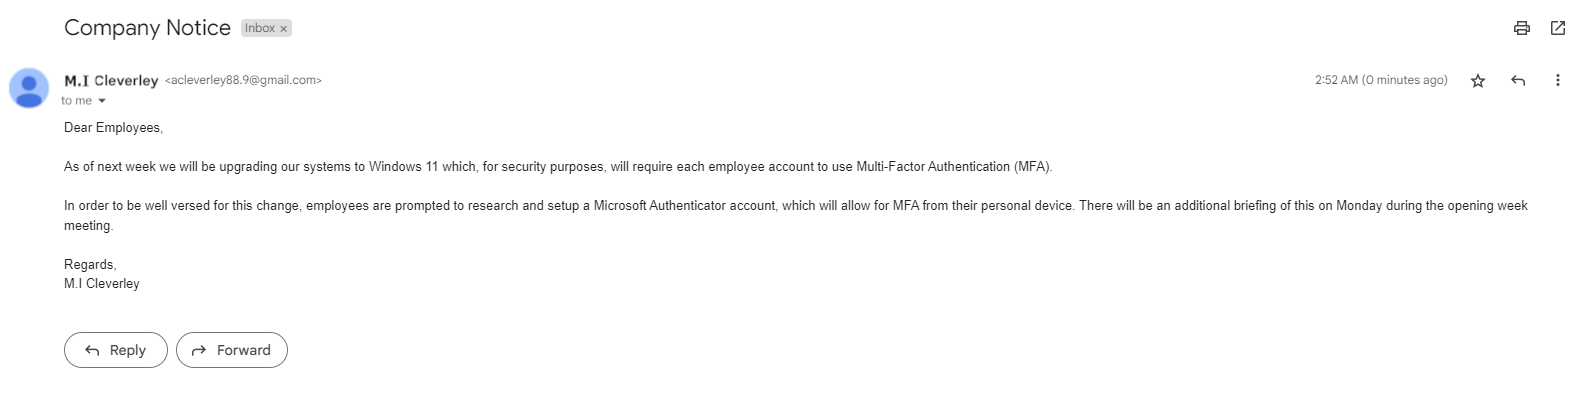 Company Notice Inbox ×
M.I Cleverley <acleverley88.9@gmail.com> 2:52 AM (0 minutes ago)
to me
Dear Employees,
As of next week we will be upgrading our systems to Windows 11 which, for security purposes, will require each employee account to use Multi-Factor Authentication (MFA).
In order to be well versed for this change, employees are prompted to research and setup a Microsoft Authenticator account, which will allow for MFA from their personal device. There will be an additional briefing of this on Monday during the opening week
meeting.
Regards,
M.I Cleverley
Reply Forward